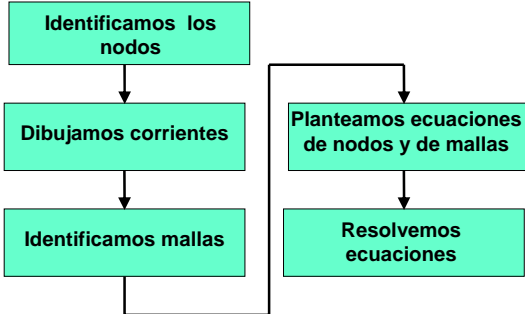 Identificamos los
nodos
Dibujamos corrientes
Identificamos mallas
Planteamos ecuaciones
de nodos y de mallas
Resolvemos
ecuaciones